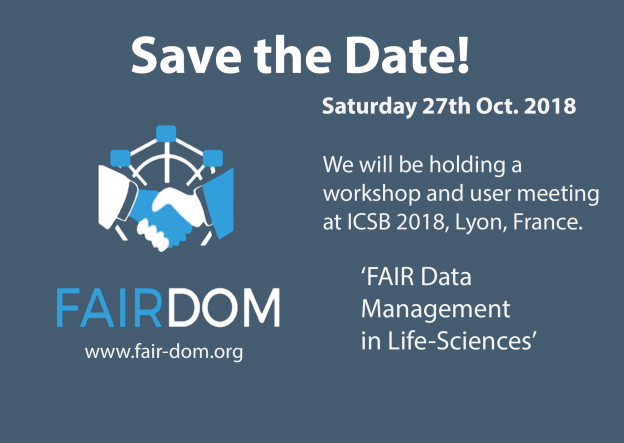 Save the Date!
Saturday 27th Oct. 2018
We will be holding a
workshop and user meeting
at ICSB 2018, Lyon, France.
‘FAIR Data
Management
in Life-Sciences’
FAIRDOM
www.fair-dom.org